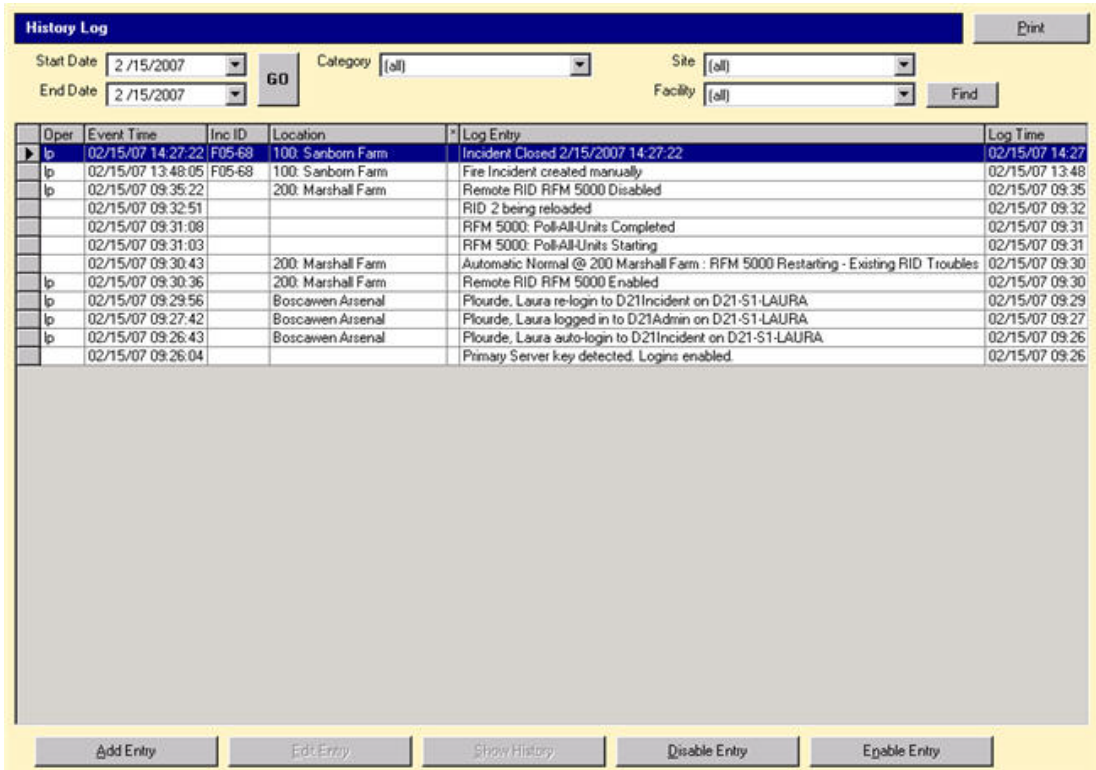 History Log
Print
Start Date 2 /15/2007 GO Category (all) Site (all)
End Date 2 /15/2007 Facility (all) Find
Oper Event Time Inc ID Location * Log Entry Log Time
lp 02/15/07 14:27:22 F05-68 100: Sanborn Farm Incident Closed 2/15/2007 14:27:22 02/15/07 14:27
lp 02/15/07 13:48:05 F05-68 100: Sanborn Farm Fire Incident created manually 02/15/07 13:48
lp 02/15/07 09:35:22 200: Marshall Farm Remote RID RFM 5000 Disabled 02/15/07 09:35
02/15/07 09:32:51 RID 2 being reloaded 02/15/07 09:32
02/15/07 09:31:08 RFM 5000: Poll-All-Units Completed 02/15/07 09:31
02/15/07 09:31:03 RFM 5000: Poll-All-Units Starting 02/15/07 09:31
02/15/07 09:30:43 200: Marshall Farm Automatic Normal @ 200 Marshall Farm : RFM 5000 Restarting - Existing RID Troubles 02/15/07 09:30
lp 02/15/07 09:30:36 200: Marshall Farm Remote RID RFM 5000 Enabled 02/15/07 09:30
lp 02/15/07 09:29:56 Boscawen Arsenal Plourde, Laura re-login to D21Incident on D21-S1-LAURA 02/15/07 09:29
lp 02/15/07 09:27:42 Boscawen Arsenal Plourde, Laura logged in to D21Admin on D21-S1-LAURA 02/15/07 09:27
lp 02/15/07 09:26:43 Boscawen Arsenal Plourde, Laura auto-login to D21Incident on D21-S1-LAURA 02/15/07 09:26
02/15/07 09:26:04 Primary Server key detected. Logins enabled. 02/15/07 09:26
Add Entry Edit Entry Show History Disable Entry Enable Entry